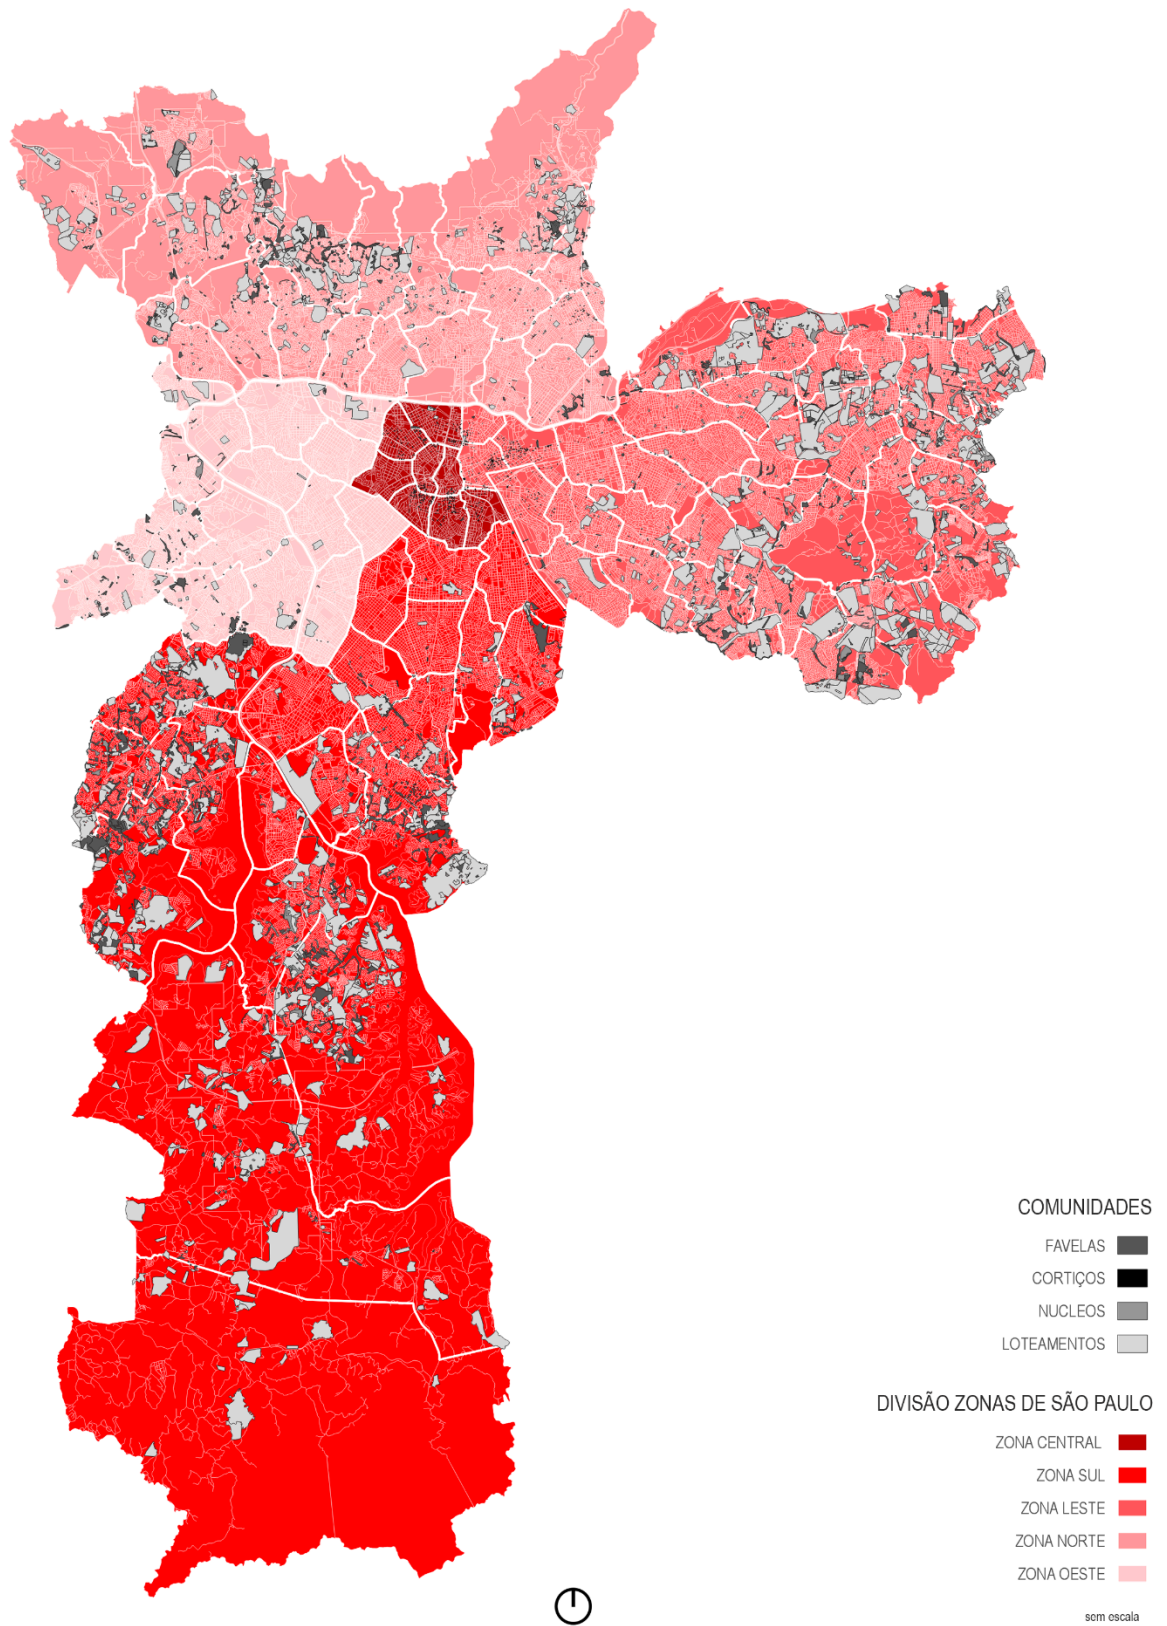 COMUNIDADES
FAVELAS
CORTIÇOS
NUCLEOS
LOTEAMENTOS
DIVISÃO ZONAS DE SÃO PAULO
ZONA CENTRAL
ZONA SUL
ZONA LESTE
ZONA NORTE
ZONA OESTE
sem escala